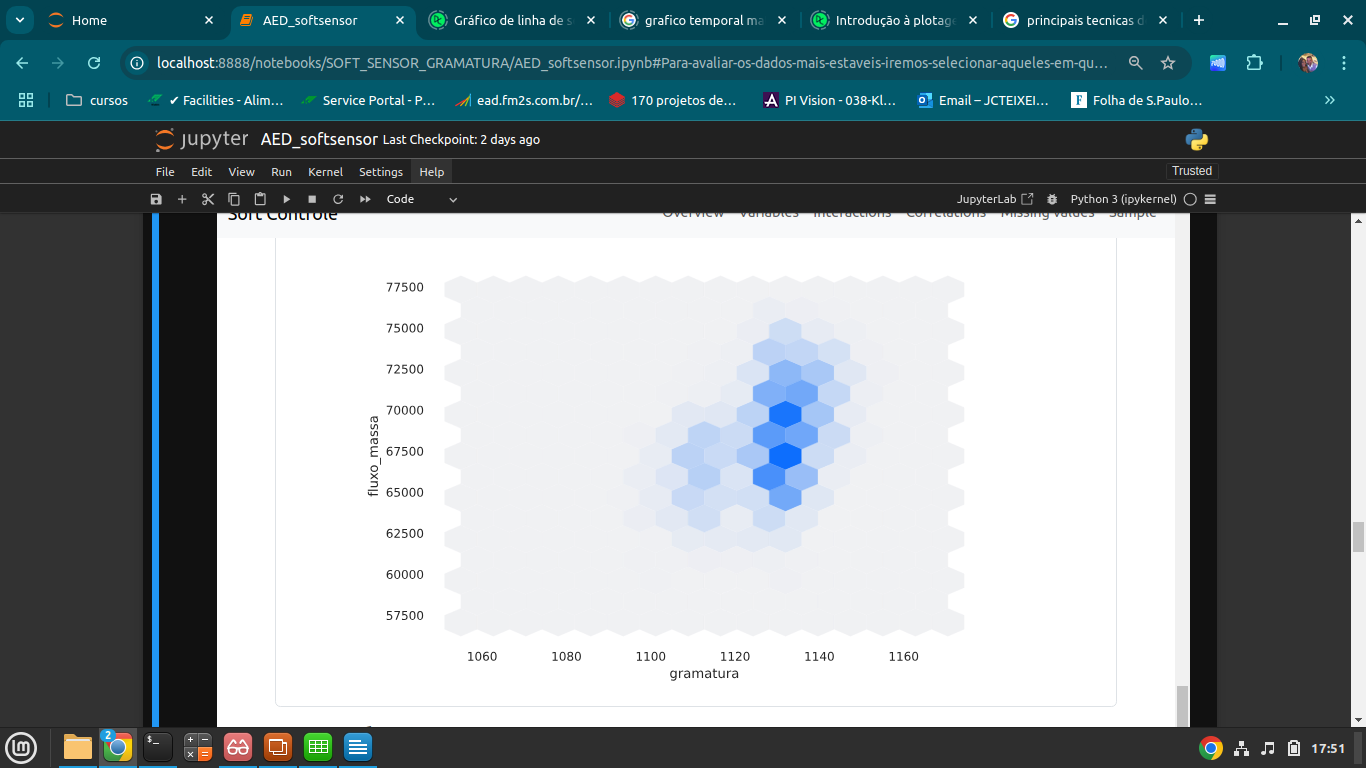 Home
AED_softsensor
Gráfico de linha de s
grafico temporal ma
Introdução à plotage
principais tecnicas d
localhost:8888/notebooks/SOFT_SENSOR_GRAMATURA/AED_softsensor.ipynb#Para-avaliar-os-dados-mais-estaveis-iremos-selecionar-aqueles-em-qu...
cursos
✔ Facilities - Alim...
Service Portal - P...
ead.fm2s.com.br/...
170 projetos de...
PI Vision - 038-Kl...
Email – JCTEIXEI...
Folha de S.Paulo...
jupyter AED_softsensor Last Checkpoint: 2 days ago
File Edit View Run Kernel Settings Help
Trusted
Code
JupyterLab
Python 3 (ipykernel)
Soft Controle
Overview Variables Interactions Correlations Missing values Sample
77500
75000
72500
70000
67500
65000
62500
60000
57500
fluxo_massa
1060 1080 1100 1120 1140 1160
gramatura
2
17:51